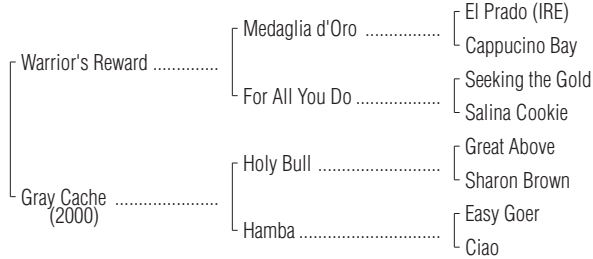 El Prado (IRE)
Medaglia d'Oro ..................
Cappucino Bay
Warrior's Reward ...............
Seeking the Gold
For All You Do ....................
Salina Cookie
Great Above
Holy Bull .............................
Sharon Brown
Gray Cache ........................
(2000)
Easy Goer
Hamba ................................
Ciao